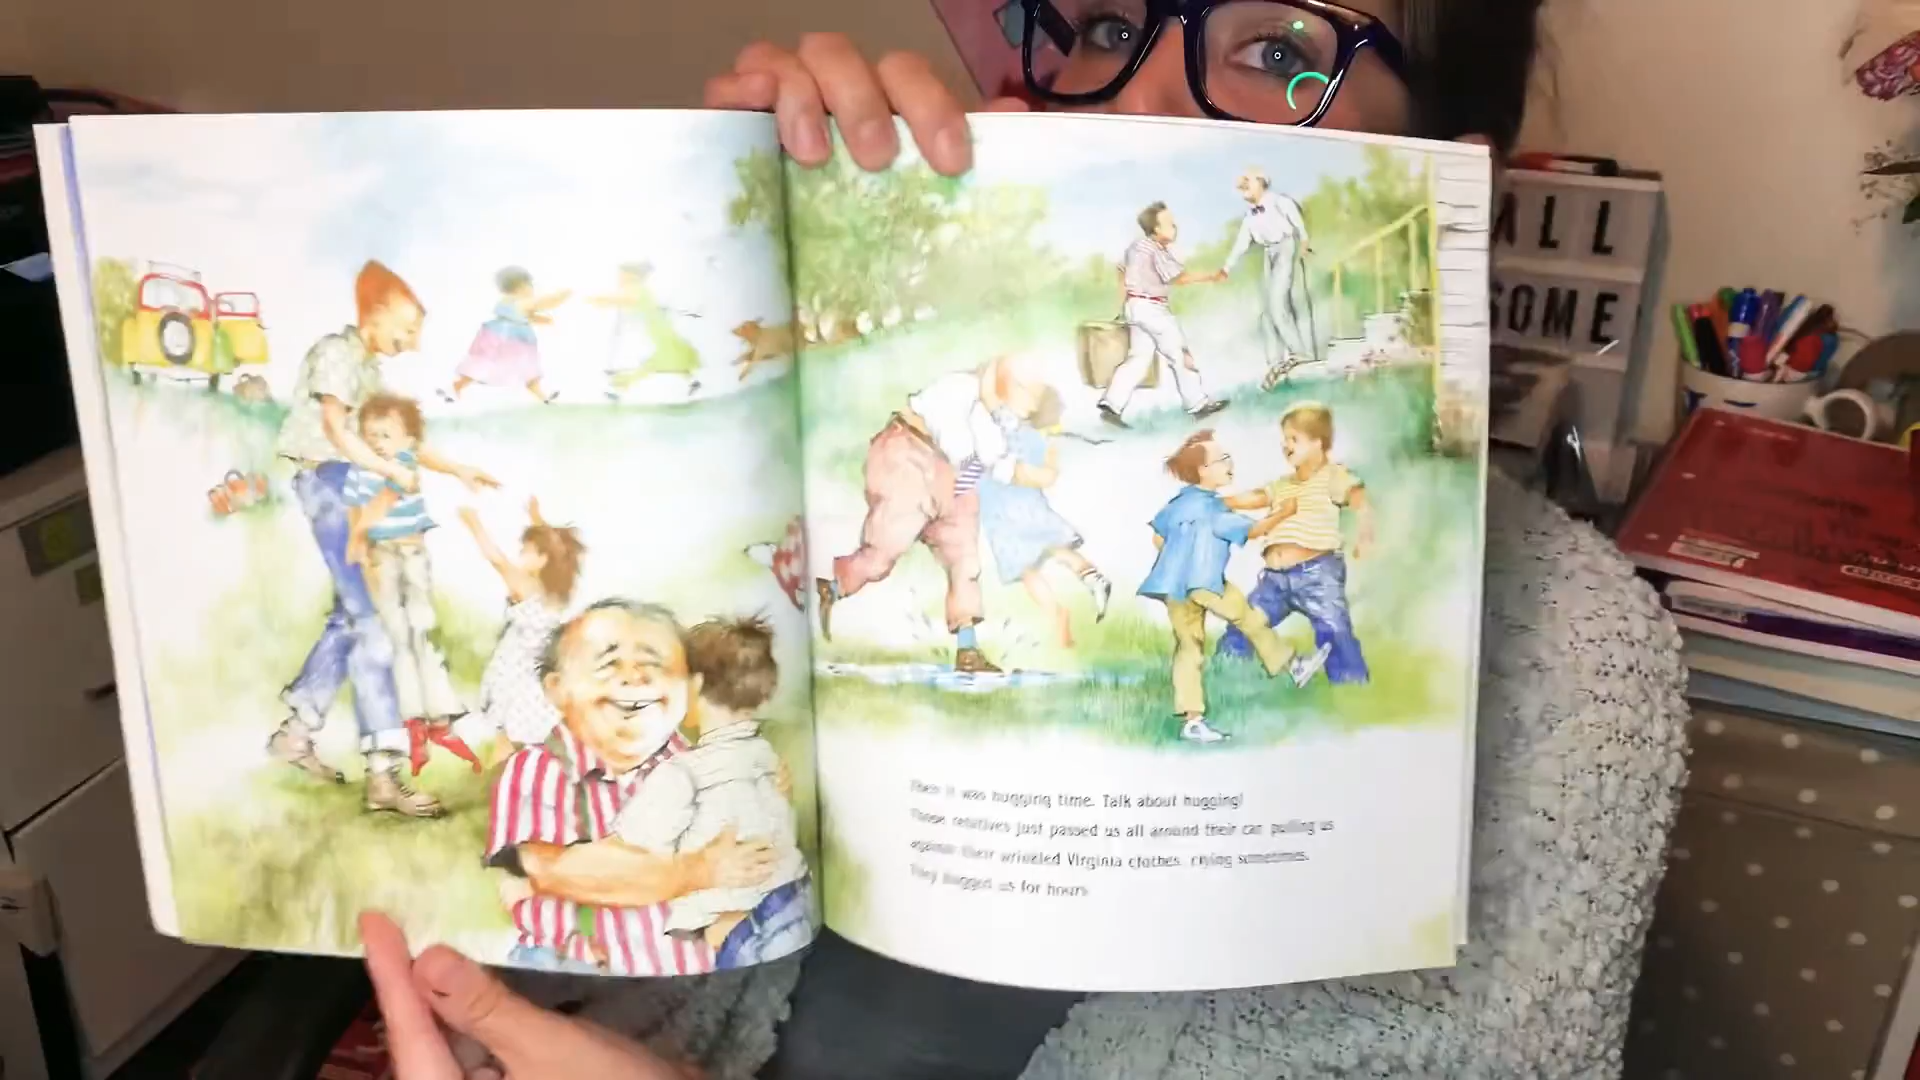 ALL
SOME
Then it was hugging time. Talk about hugging!
Those relatives just passed us all around their car, pulling us
against their wrinkled Virginia clothes, crying sometimes.
They hugged us for hours